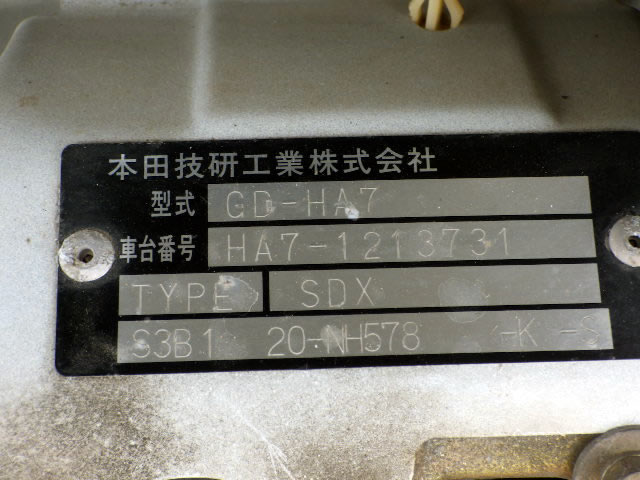 本田技研工業株式会社
型式 GD-HA7
車台番号 HA7-1213731
TYPE SDX
S3B1 20-NH578 -K -S